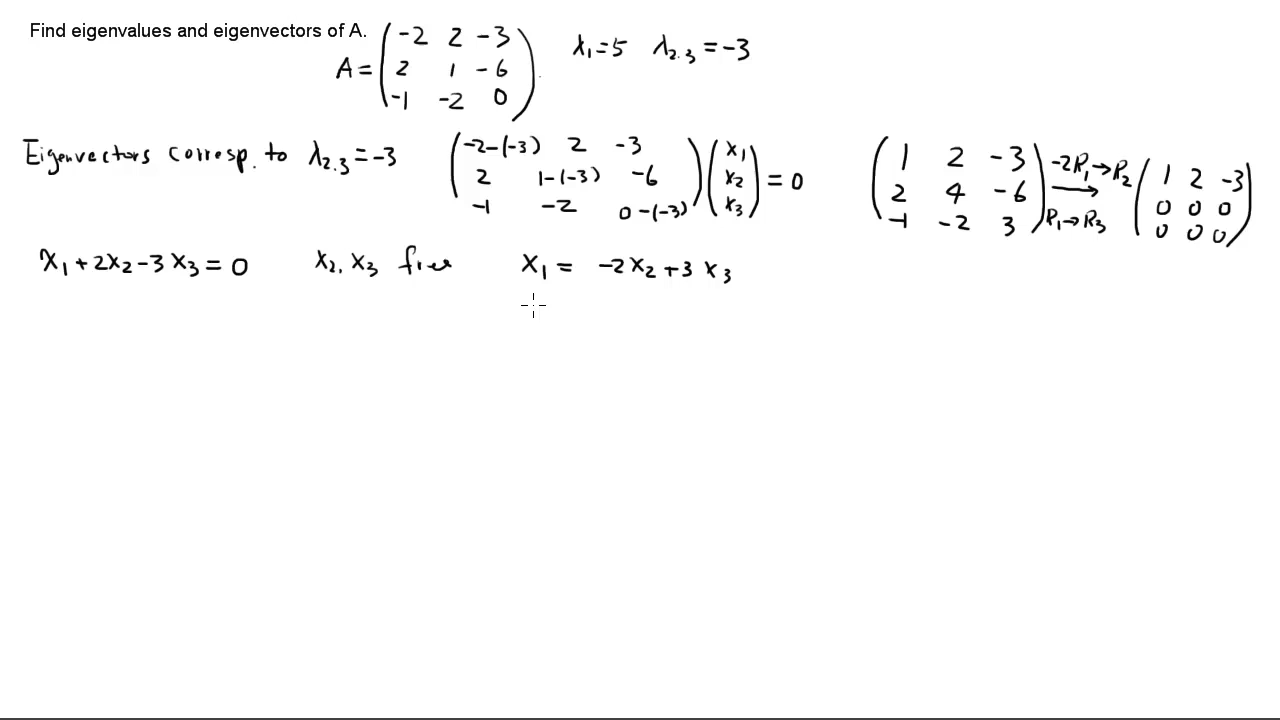 Find eigenvalues and eigenvectors of A.
A = ( -2 2 -3
2 1 -6
-1 -2 0 )
λ₁=5 λ₂.₃=-3
Eigenvectors corresp. to λ₂.₃=-3
( -2-(-3) 2 -3
2 1-(-3) -6
-1 -2 0-(-3) ) ( x₁
x₂
x₃ ) = 0
( 1 2 -3
2 4 -6
-1 -2 3 )
-2R₁→R₂
R₁→R₃
( 1 2 -3
0 0 0
0 0 0 )
x₁+2x₂-3x₃=0 x₂, x₃ free x₁ = -2x₂+3x₃